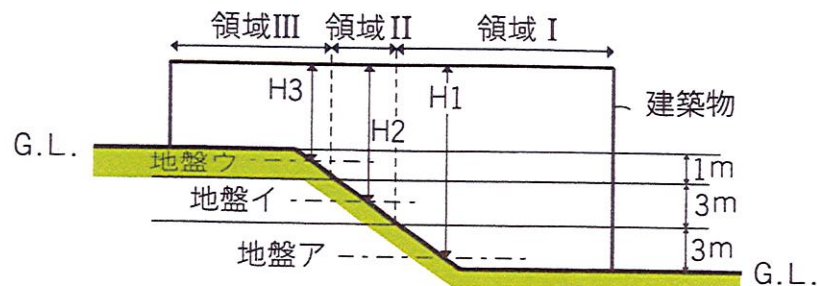 領域III 領域II 領域I
H3 H2 H1
建築物
G.L.
地盤ウ
1m
地盤イ
3m
地盤ア
3m
G.L.